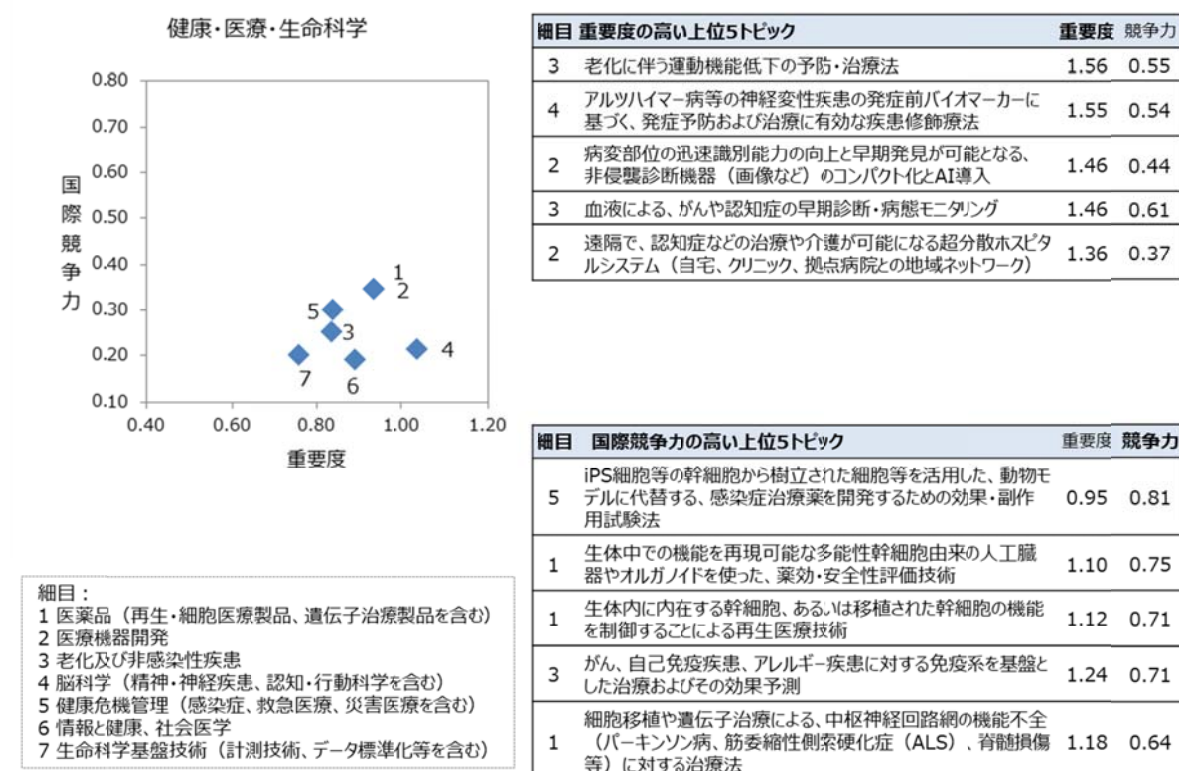 健康・医療・生命科学
0.80
0.70
0.60
0.50
0.40
0.30
0.20
0.10
国際競争力
1
2
5
3
4
7
6
0.40 0.60 0.80 1.00 1.20
重要度
細目：
1 医薬品（再生・細胞医療製品、遺伝子治療製品を含む）
2 医療機器開発
3 老化及び非感染性疾患
4 脳科学（精神・神経疾患、認知・行動科学を含む）
5 健康危機管理（感染症、救急医療、災害医療を含む）
6 情報と健康、社会医学
7 生命科学基盤技術（計測技術、データ標準化等を含む）
細目 重要度の高い上位5トピック 重要度 競争力
3 老化に伴う運動機能低下の予防・治療法 1.56 0.55
アルツハイマー病等の神経変性疾患の発症前バイオマーカーに
4 1.55 0.54
基づく、発症予防および治療に有効な疾患修飾療法
病変部位の迅速識別能力の向上と早期発見が可能となる、
2 1.46 0.44
非侵襲診断機器（画像など）のコンパクト化とAI導入
3 血液による、がんや認知症の早期診断・病態モニタリング 1.46 0.61
遠隔で、認知症などの治療や介護が可能になる超分散ホスピタ
2 1.36 0.37
ルシステム（自宅、クリニック、拠点病院との地域ネットワーク）
細目 国際競争力の高い上位5トピック 重要度 競争力
iPS細胞等の幹細胞から樹立された細胞等を活用した、動物モ
5 デルに代替する、感染症治療薬を開発するための効果・副作 0.95 0.81
用試験法
生体中での機能を再現可能な多能性幹細胞由来の人工臓
1 1.10 0.75
器やオルガノイドを使った、薬効・安全性評価技術
生体内に内在する幹細胞、あるいは移植された幹細胞の機能
1 1.12 0.71
を制御することによる再生医療技術
がん、自己免疫疾患、アレルギー疾患に対する免疫系を基盤と
3 1.24 0.71
した治療およびその効果予測
細胞移植や遺伝子治療による、中枢神経回路網の機能不全
1 （パーキンソン病、筋萎縮性側索硬化症（ALS）、脊髄損傷 1.18 0.64
等）に対する治療法